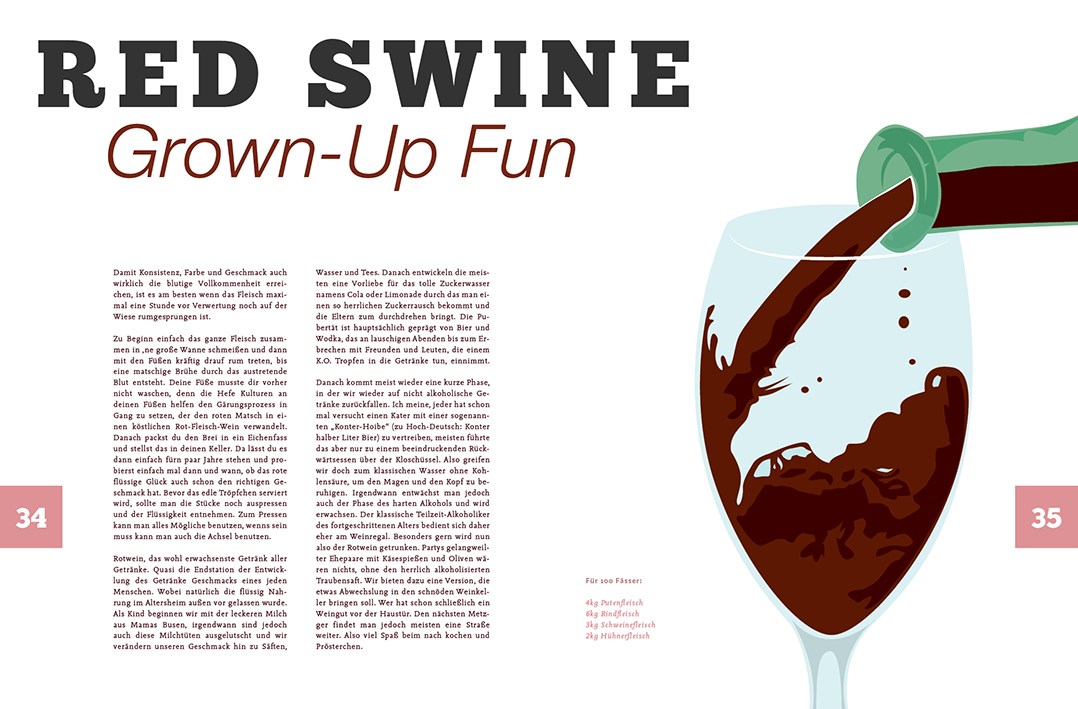 RED SWINE
Grown-Up Fun
Damit Konsistenz, Farbe und Geschmack auch
wirklich die blutige Vollkommenheit errei-
chen, ist es am besten wenn das Fleisch maxi-
mal eine Stunde vor Verwertung noch auf der
Wiese rumgesprungen ist.
Zu Beginn einfach das ganze Fleisch zusam-
men in ‚ne große Wanne schmeißen und dann
mit den Füßen kräftig drauf rum treten, bis
eine matschige Brühe durch das austretende
Blut entsteht. Deine Füße musste dir vorher
nicht waschen, denn die Hefe Kulturen an
deinen Füßen helfen den Gärungsprozess in
Gang zu setzen, der den roten Matsch in ei-
nen köstlichen Rot-Fleisch-Wein verwandelt.
Danach packst du den Brei in ein Eichenfass
und stellst das in deinen Keller. Da lässt du es
dann einfach fürn paar Jahre stehen und pro-
bierst einfach mal dann und wann, ob das rote
flüssige Glück auch schon den richtigen Ge-
schmack hat. Bevor das edle Tröpfchen serviert
wird, sollte man die Stücke noch auspressen
und der Flüssigkeit entnehmen. Zum Pressen
kann man alles Mögliche benutzen, wenns sein
muss kann man auch die Achsel benutzen.
Rotwein, das wohl erwachsenste Getränk aller
Getränke. Quasi die Endstation der Entwick-
lung des Getränke Geschmacks eines jeden
Menschen. Wobei natürlich die flüssig Nah-
rung im Altersheim außen vor gelassen wurde.
Als Kind beginnen wir mit der leckeren Milch
aus Mamas Busen, irgendwann sind jedoch
auch diese Milchtüten ausgelutscht und wir
verändern unseren Geschmack hin zu Säften,
Wasser und Tees. Danach entwickeln die meis-
ten eine Vorliebe für das tolle Zuckerwasser
namens Cola oder Limonade durch das man ei-
nen so herrlichen Zuckerrausch bekommt und
die Eltern zum durchdrehen bringt. Die Pu-
bertät ist hauptsächlich geprägt von Bier und
Wodka, das an lauschigen Abenden bis zum Er-
brechen mit Freunden und Leuten, die einem
K.O. Tropfen in die Getränke tun, einnimmt.
Danach kommt meist wieder eine kurze Phase,
in der wir wieder auf nicht alkoholische Ge-
tränke zurückfallen. Ich meine, jeder hat schon
mal versucht einen Kater mit einer sogenann-
ten „Konter-Hoibe“ (zu Hoch-Deutsch: Konter
halber Liter Bier) zu vertreiben, meisten führte
das aber nur zu einem beeindruckenden Rück-
wärtsessen über der Kloschüssel. Also greifen
wir doch zum klassischen Wasser ohne Koh-
lensäure, um den Magen und den Kopf zu be-
ruhigen. Irgendwann entwächst man jedoch
auch der Phase des harten Alkohols und wird
erwachsen. Der klassische Teilzeit-Alkoholiker
des fortgeschrittenen Alters bedient sich daher
eher am Weinregal. Besonders gern wird nun
also der Rotwein getrunken. Partys gelangweil-
ter Ehepaare mit Käsespießen und Oliven wä-
ren nichts, ohne den herrlich alkoholisierten
Traubensaft. Wir bieten dazu eine Version, die
etwas Abwechslung in den schnöden Weinkel-
ler bringen soll. Wer hat schon schließlich ein
Weingut vor der Haustür. Den nächsten Metz-
ger findet man jedoch meisten eine Straße
weiter. Also viel Spaß beim nach kochen und
Prösterchen.
Für 100 Fässer:
4kg Putenfleisch
6kg Rindfleisch
3kg Schweinefleisch
2kg Hühnerfleisch
34
35